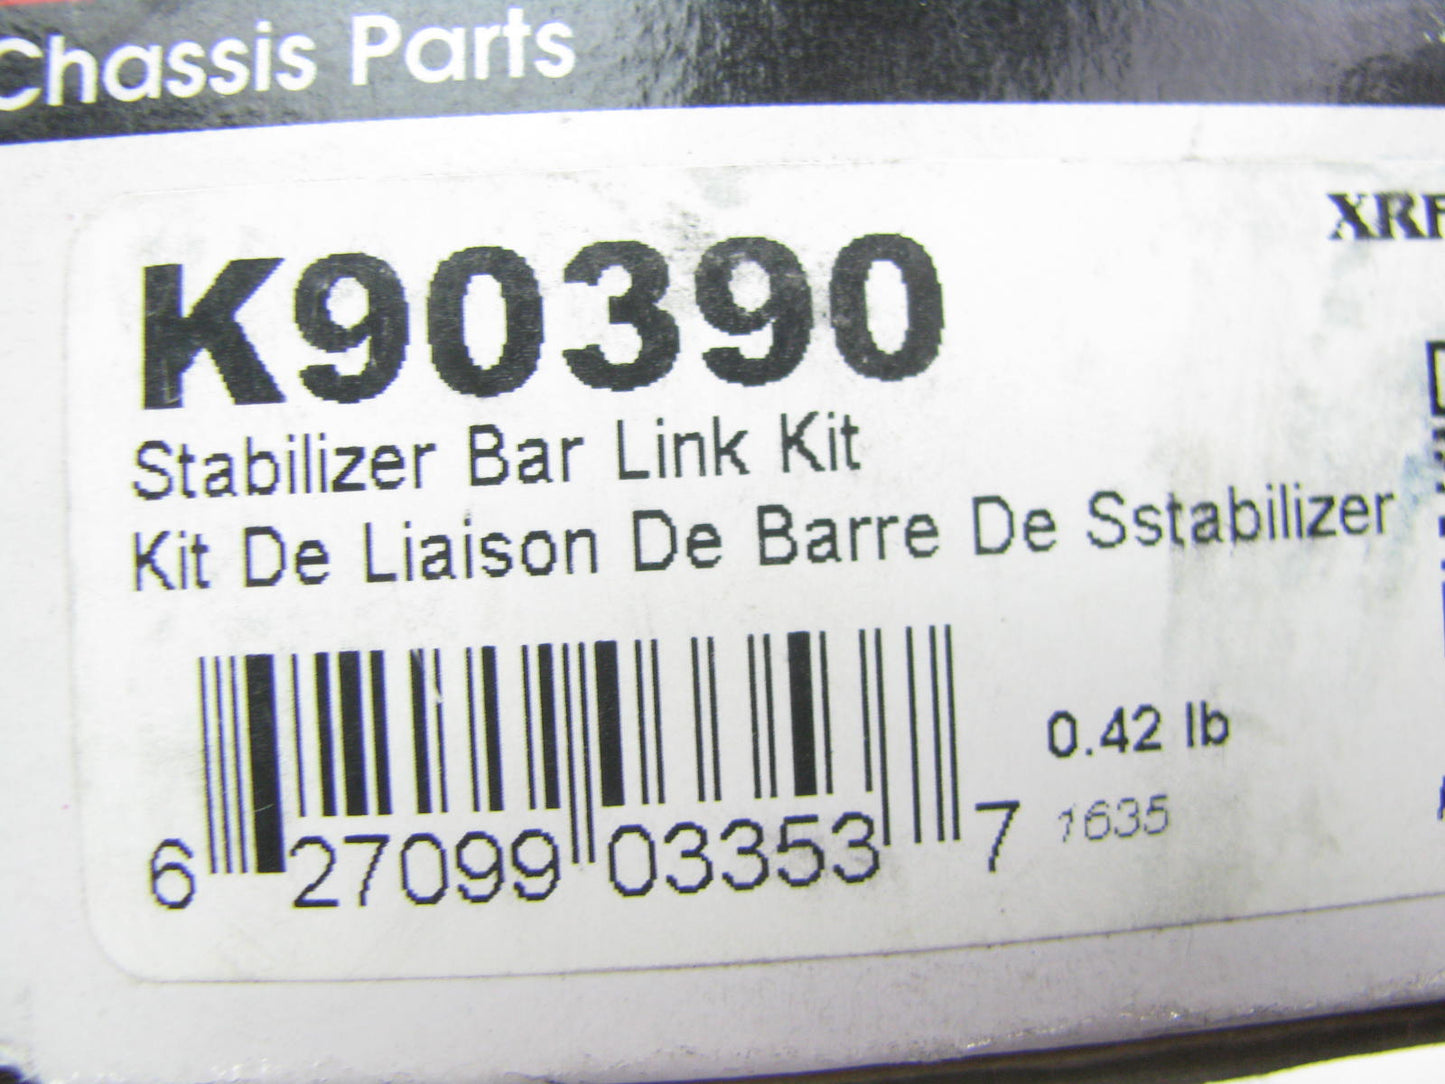 Chassis Parts
K90390
Stabilizer Bar Link Kit
Kit De Liaison De Barre De Sstabilizer
0.42 lb
1635
6 27099 03353 7